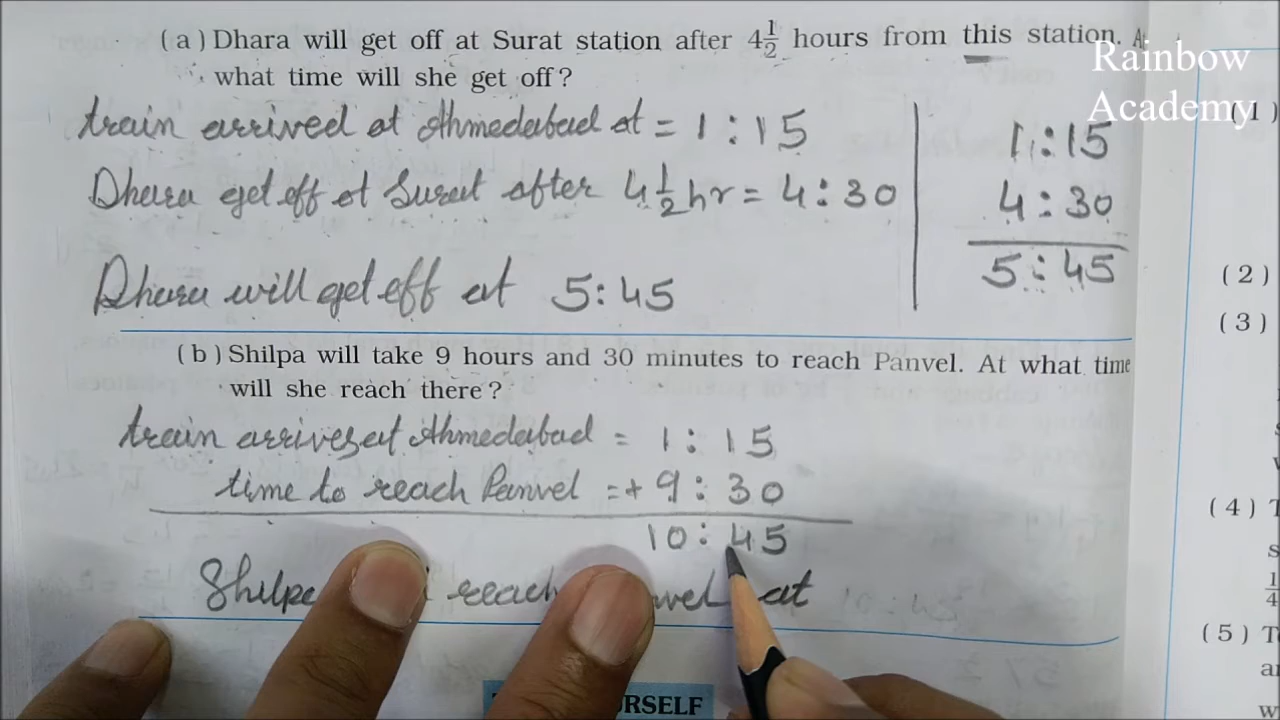 (a) Dhara will get off at Surat station after 4½ hours from this station. A
what time will she get off?
Rainbow
Academy
train arrived at Ahmedabad at = 1:15
Dhara get off at Surat after 4½ hr = 4:30
Dhara will get off at 5:45
1:15
4:30
5:45
(b) Shilpa will take 9 hours and 30 minutes to reach Panvel. At what time
will she reach there?
train arrives at Ahmedabad = 1:15
time to reach Panvel = + 9:30
10:45
reach at
(1)
(2)
(3)
(4) T
s
¼
(5) T
w